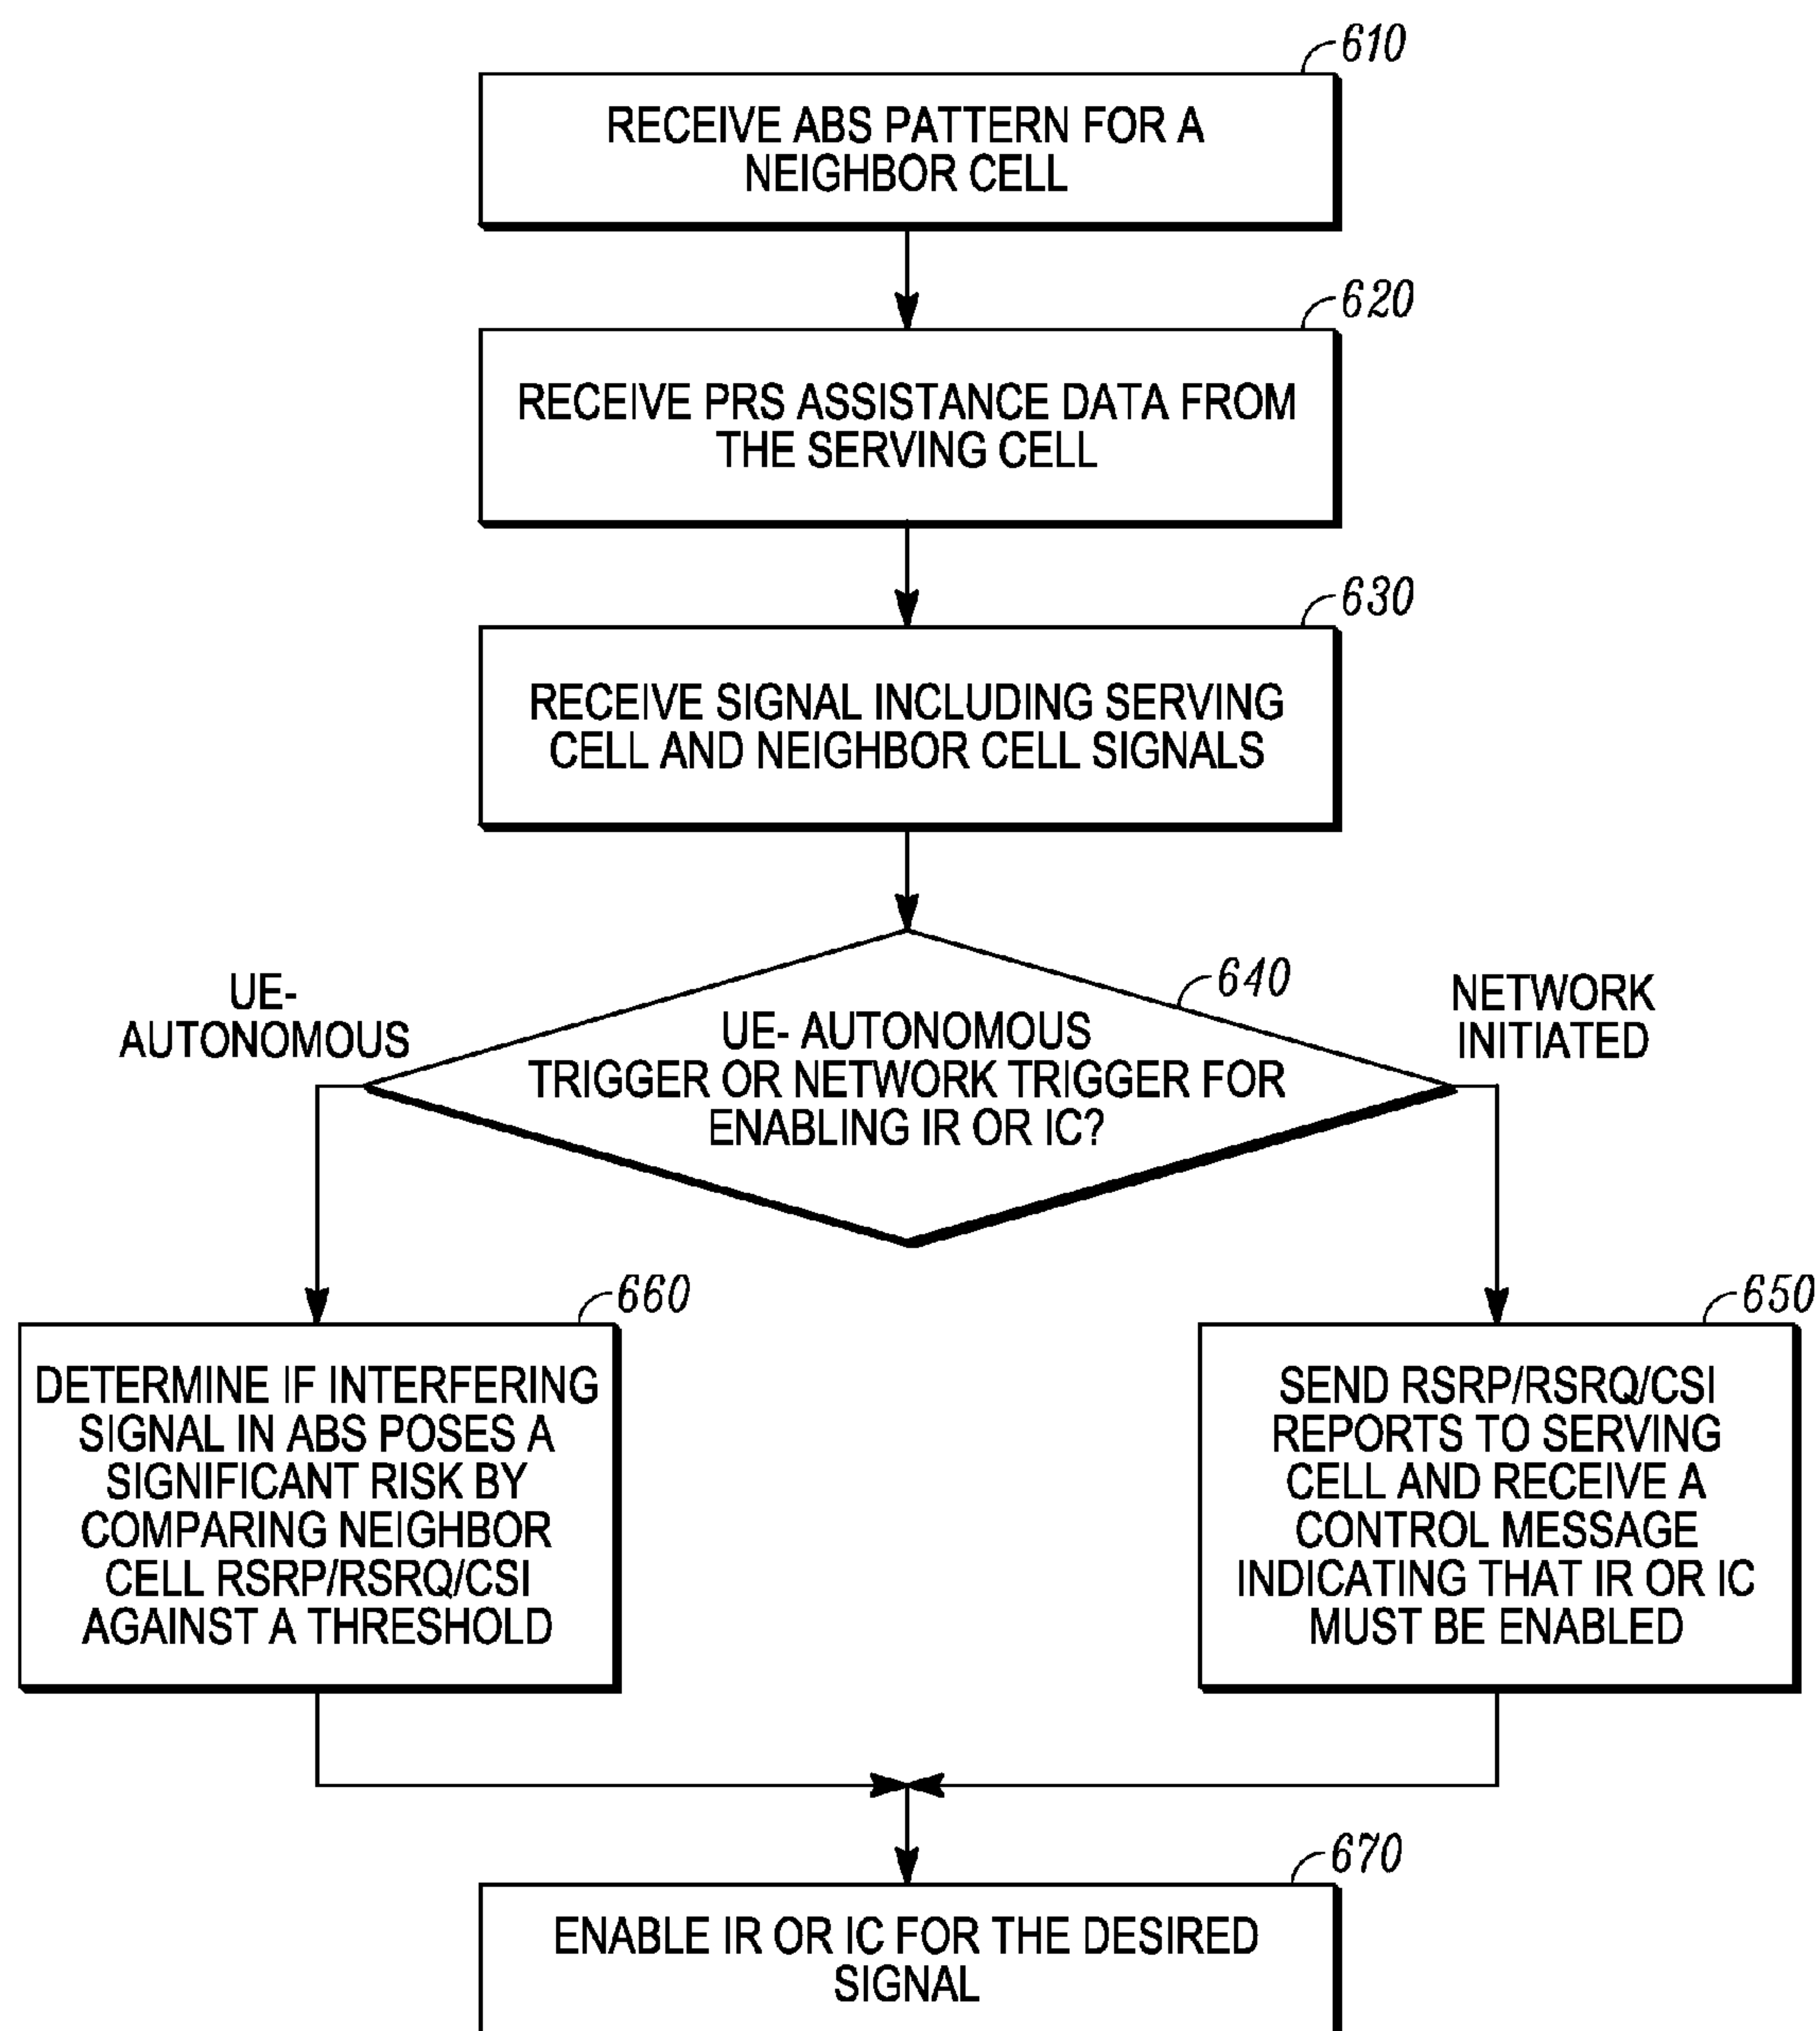 610
RECEIVE ABS PATTERN FOR A
NEIGHBOR CELL
620
RECEIVE PRS ASSISTANCE DATA FROM
THE SERVING CELL
630
RECEIVE SIGNAL INCLUDING SERVING
CELL AND NEIGHBOR CELL SIGNALS
640
UE-
AUTONOMOUS
UE- AUTONOMOUS
TRIGGER OR NETWORK TRIGGER FOR
ENABLING IR OR IC?
NETWORK
INITIATED
660
DETERMINE IF INTERFERING
SIGNAL IN ABS POSES A
SIGNIFICANT RISK BY
COMPARING NEIGHBOR
CELL RSRP/RSRQ/CSI
AGAINST A THRESHOLD
650
SEND RSRP/RSRQ/CSI
REPORTS TO SERVING
CELL AND RECEIVE A
CONTROL MESSAGE
INDICATING THAT IR OR IC
MUST BE ENABLED
670
ENABLE IR OR IC FOR THE DESIRED
SIGNAL